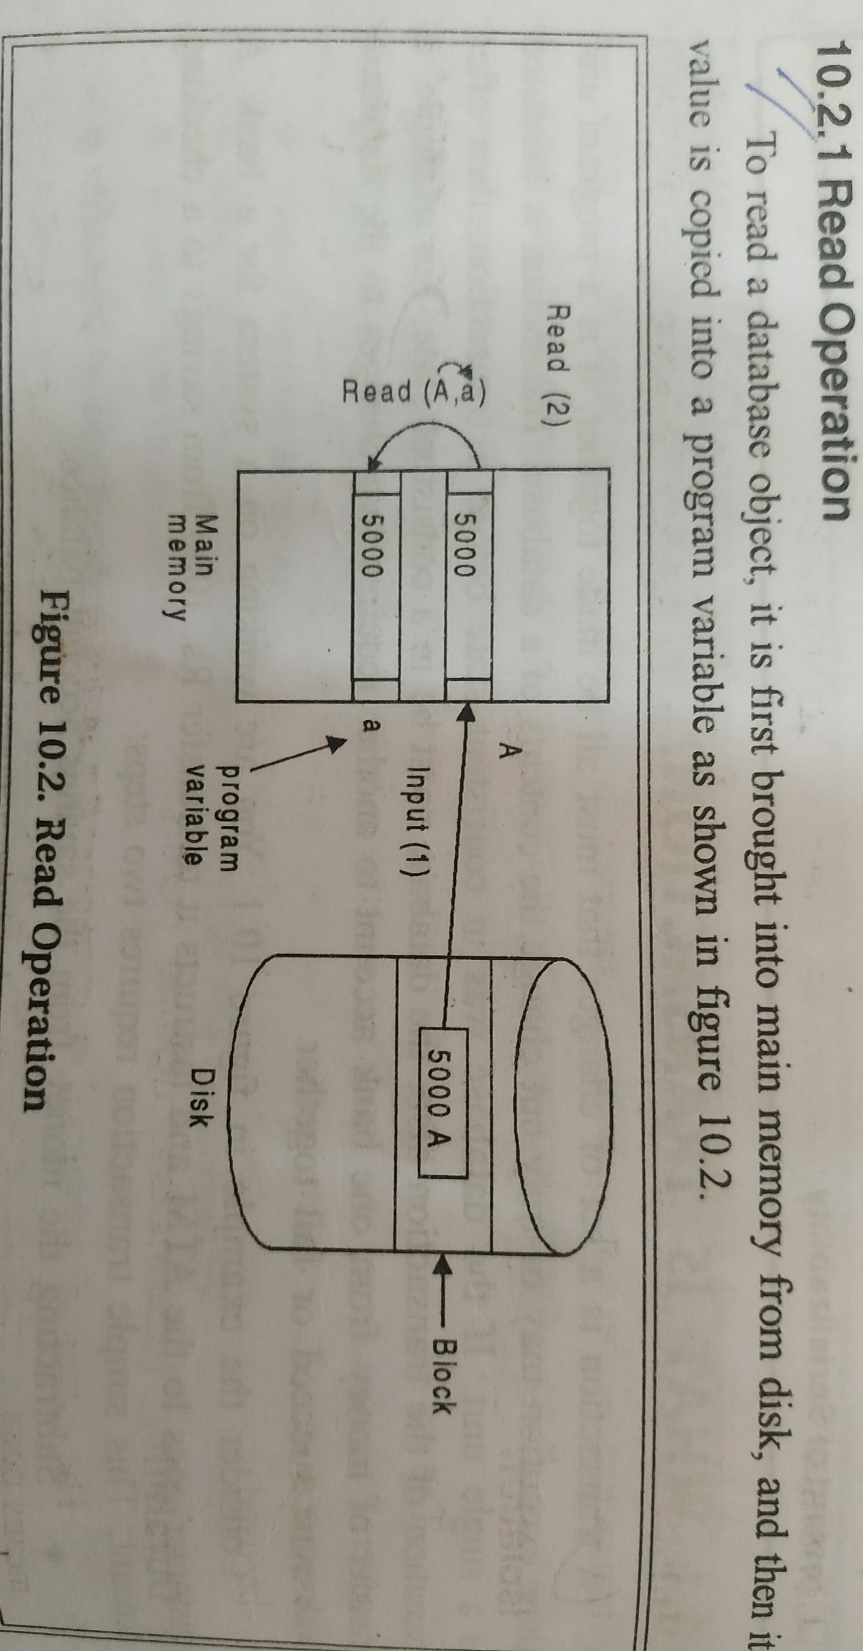 10.2.1 Read Operation
To read a database object, it is first brought into main memory from disk, and then it
value is copied into a program variable as shown in figure 10.2.
Read (2)
Read (A,a)
5000
5000
A
Input (1)
a
program
variable
Main
memory
5000 A
Block
Disk
Figure 10.2. Read Operation